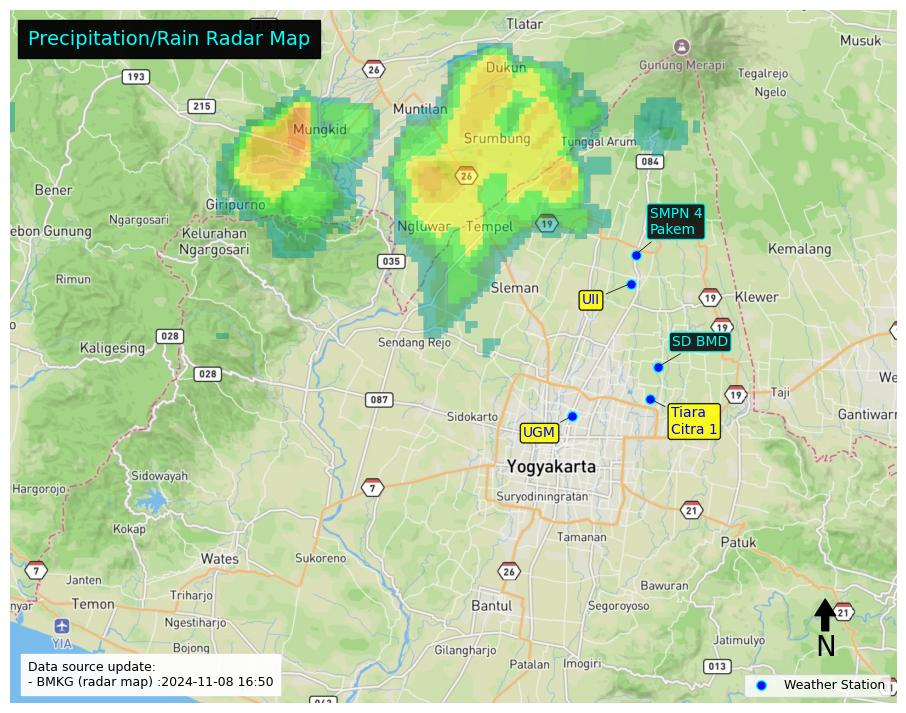 Precipitation/Rain Radar Map
Tlatar
Musuk
26
193
Dukun
Gunung Merapi
Tegalrejo
Ngelo
215
Muntilan
Mungkid
Srumbung
Tunggal Arum
084
26
Bener
Giripurno
SMPN 4
Pakem
Ngargosari
ebon Gunung
Kelurahan
Ngargosari
Ngluwar
Tempel
19
Kemalang
035
Rimun
Sleman
UII
19
Klewer
19
028
Kaligesing
Sendang Rejo
SD BMD
028
We
087
19
Taji
Sidokarto
Tiara
Citra 1
Gantiwarn
UGM
Yogyakarta
Sidowayah
Hargorojo
7
Suryodiningratan
21
Kokap
Tamanan
Patuk
Wates
Sukoreno
7
26
Janten
Bawuran
Triharjo
nyar
Temon
Bantul
Segoroyoso
21
Ngestiharjo
YIA
Bojong
Gilangharjo
Jatimulyo
N
Patalan
Imogiri
013
Data source update:
- BMKG (radar map) :2024-11-08 16:50
Weather Station